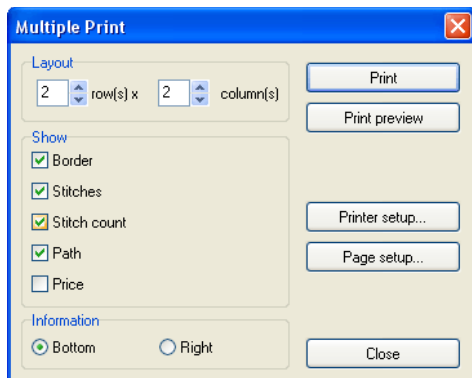 Multiple Print
Layout
2 row(s) x 2 column(s)
Print
Print preview
Show
Border
Stitches
Stitch count
Path
Price
Printer setup...
Page setup...
Information
Bottom Right
Close